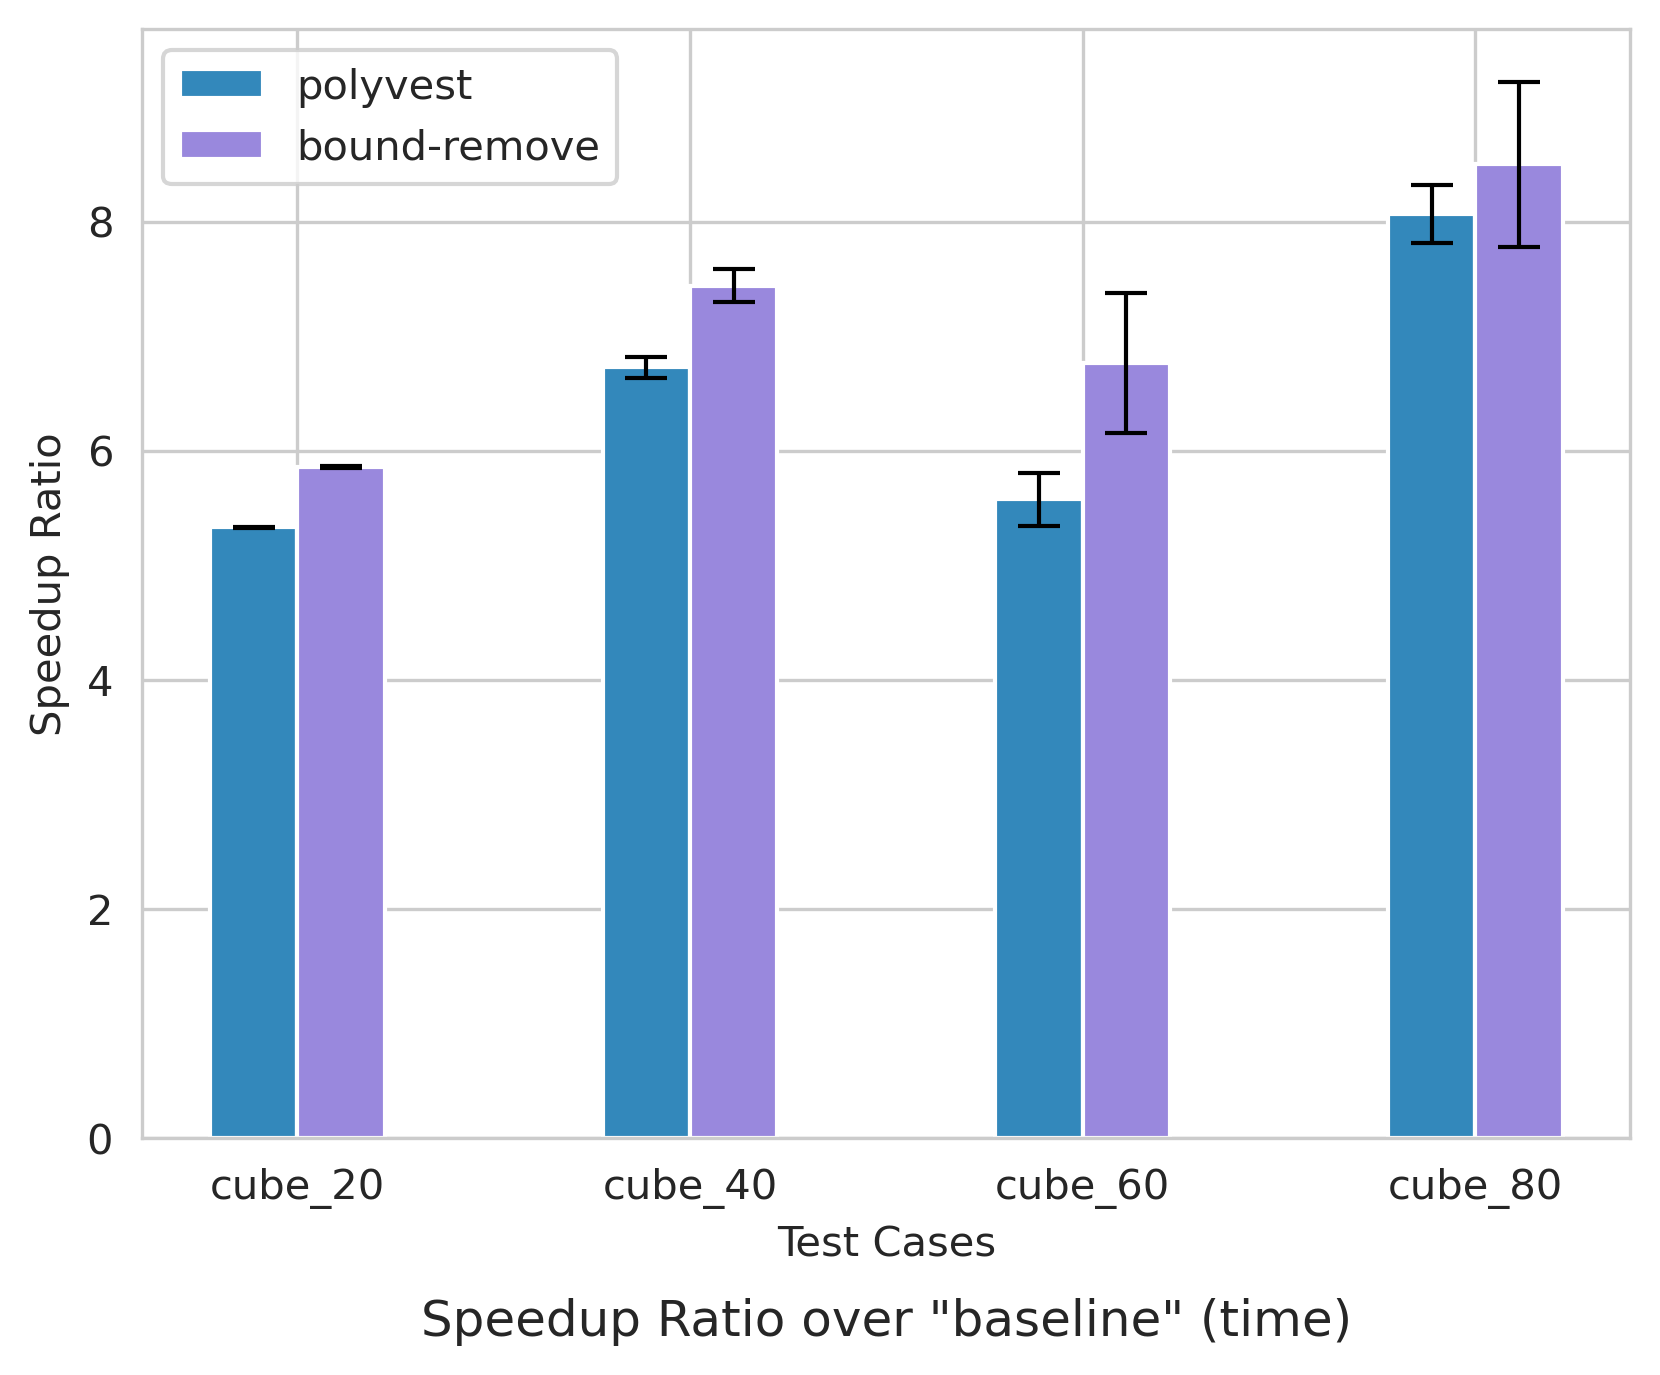 polyvest
bound-remove
8
6
4
2
0
Speedup Ratio
cube_20 cube_40 cube_60 cube_80
Test Cases
Speedup Ratio over "baseline" (time)